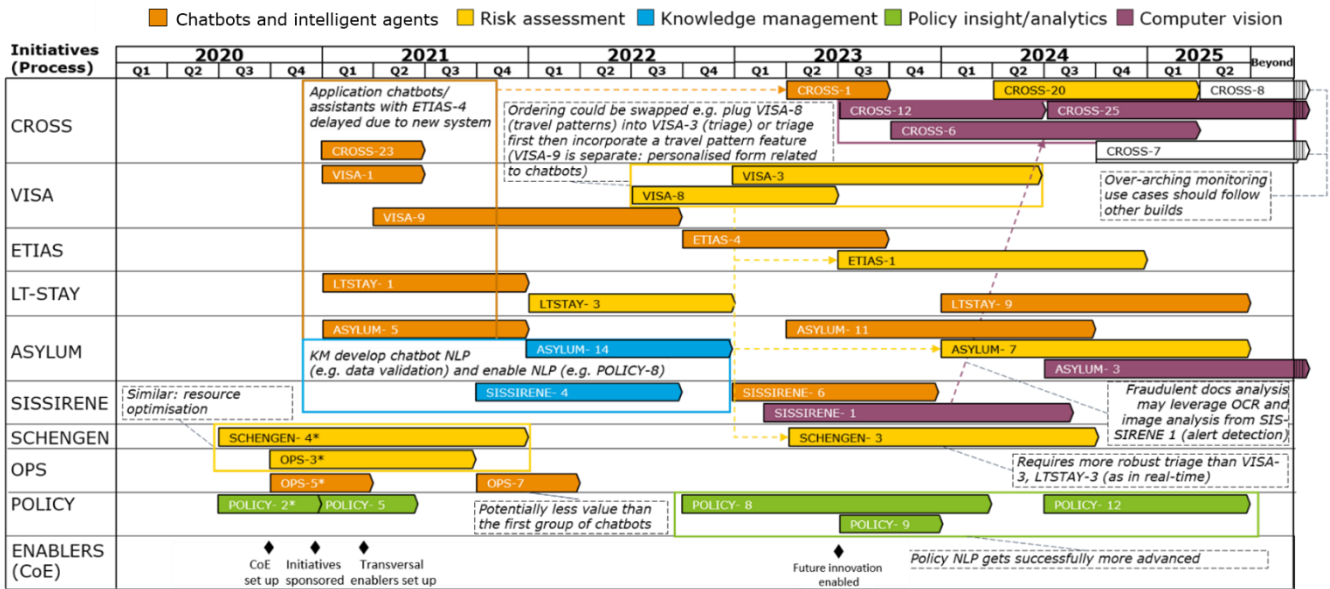 Chatbots and intelligent agents
Risk assessment
Knowledge management
Policy insight/analytics
Computer vision
Initiatives
(Process)
2020
2021
2022
2023
2024
2025
Beyond
Q1 Q2 Q3 Q4 Q1 Q2 Q3 Q4 Q1 Q2 Q3 Q4 Q1 Q2 Q3 Q4 Q1 Q2 Q3 Q4 Q1 Q2
CROSS
Application chatbots/
assistants with ETIAS-4
delayed due to new system
Ordering could be swapped e.g. plug VISA-8
(travel patterns) into VISA-3 (triage) or triage
first then incorporate a travel pattern feature
(VISA-9 is separate: personalised form related
to chatbots)
CROSS-1
CROSS-20
CROSS-8
CROSS-12
CROSS-25
CROSS-6
CROSS-23
CROSS-7
VISA
VISA-1
VISA-3
VISA-8
VISA-9
Over-arching monitoring
use cases should follow
other builds
ETIAS
ETIAS-4
ETIAS-1
LT-STAY
LTSTAY- 1
LTSTAY- 3
LTSTAY- 9
ASYLUM
ASYLUM- 5
ASYLUM- 11
KM develop chatbot NLP
(e.g. data validation) and enable NLP (e.g. POLICY-8)
ASYLUM- 14
ASYLUM- 7
ASYLUM- 3
SISSIRENE
Similar: resource
optimisation
SISSIRENE- 4
SISSIRENE- 6
SISSIRENE- 1
Fraudulent docs analysis
may leverage OCR and
image analysis from SIS-
SIRENE 1 (alert detection)
SCHENGEN
SCHENGEN- 4*
SCHENGEN- 3
OPS
OPS-3*
OPS-5*
OPS-7
Requires more robust triage than VISA-
3, LTSTAY-3 (as in real-time)
POLICY
POLICY- 2*
POLICY- 5
Potentially less value than
the first group of chatbots
POLICY- 8
POLICY- 12
POLICY- 9
ENABLERS
(CoE)
CoE
set up
Initiatives
sponsored
Transversal
enablers set up
Future innovation
enabled
Policy NLP gets successfully more advanced